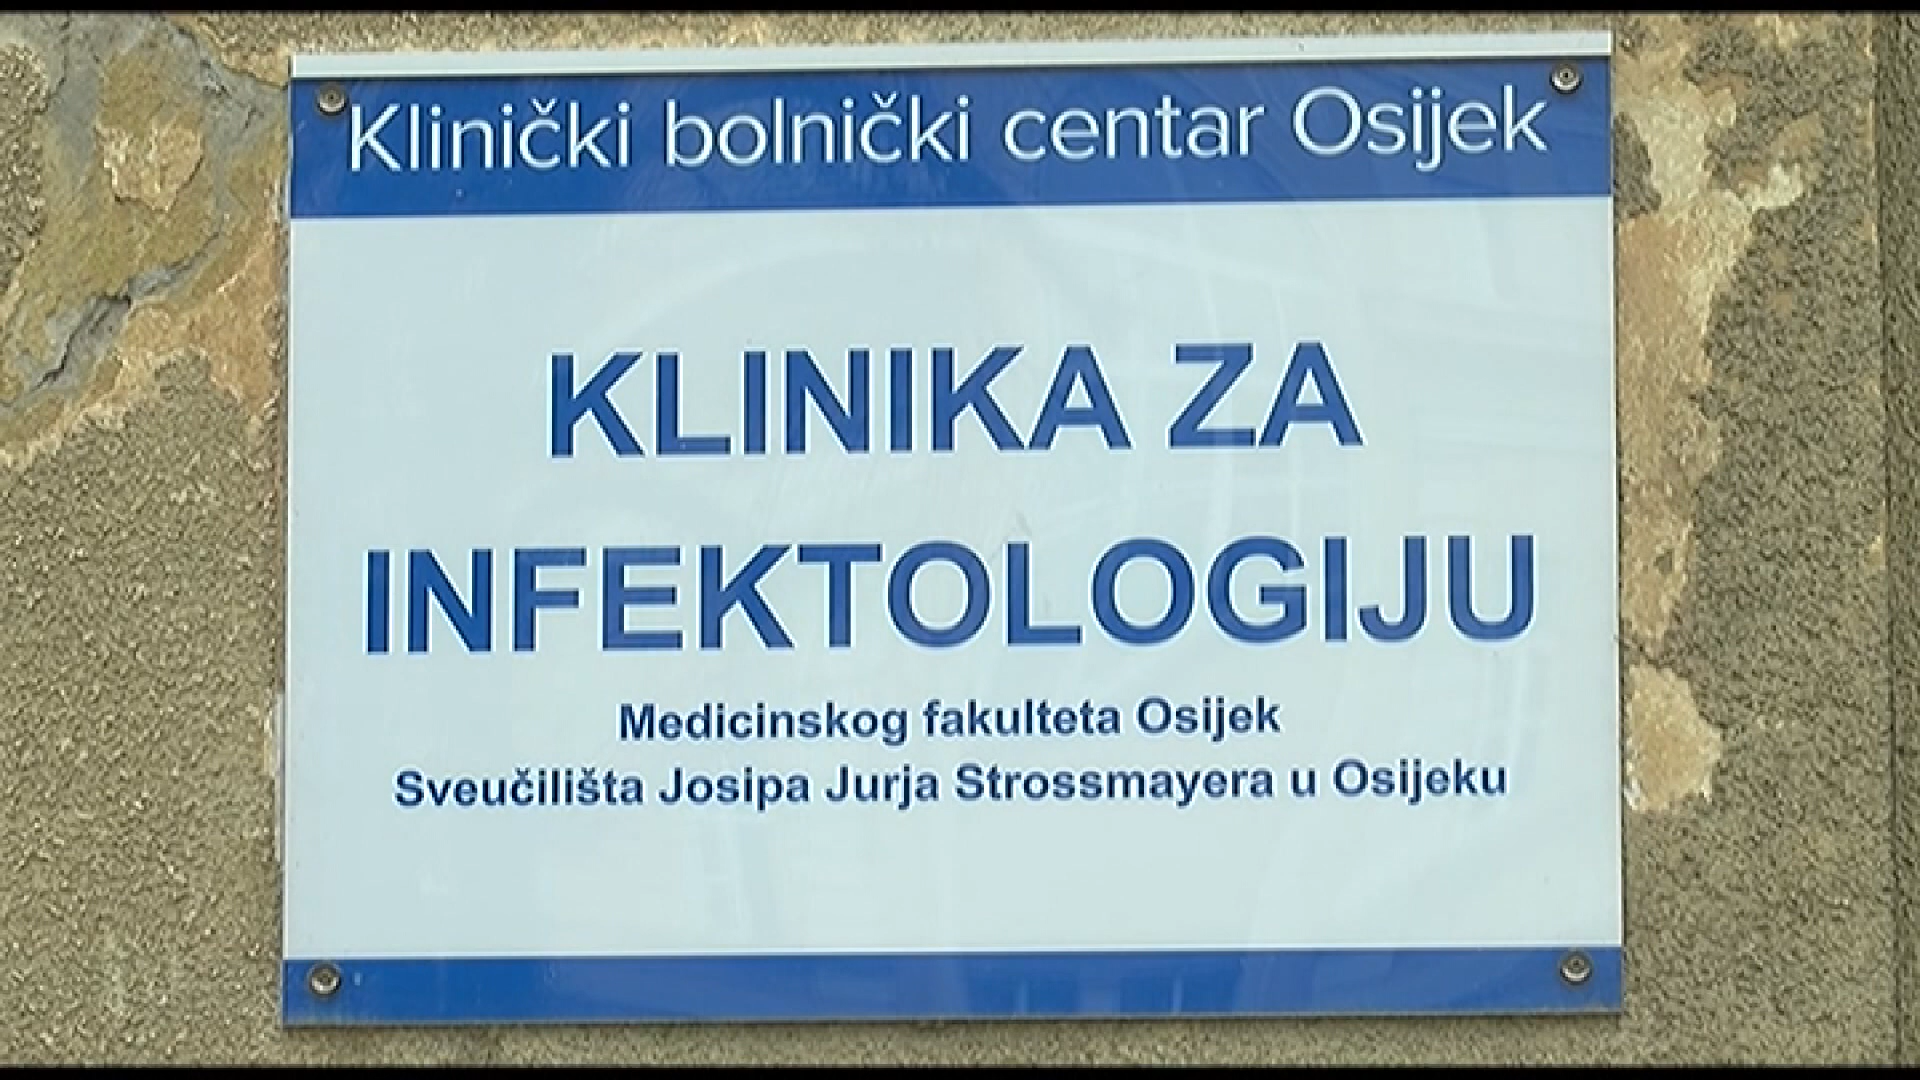 Klinički bolnički centar Osijek
KLINIKA ZA
INFEKTOLOGIJU
Medicinskog fakulteta Osijek
Sveučilišta Josipa Jurja Strossmayera u Osijeku